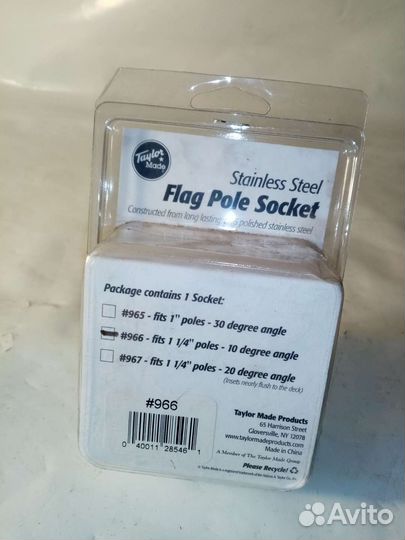 Taylor
Made
Stainless Steel
Flag Pole Socket
Constructed from long lasting polished stainless steel
Package contains 1 Socket:
#965 - fits 1" poles - 30 degree angle
#966 - fits 1 1/4" poles - 10 degree angle
#967 - fits 1 1/4" poles - 20 degree angle
(Insets nearly flush to the deck)
#966
0 40011 28546 1
Taylor Made Products
65 Harrison Street
Gloversville, NY 12078
www.taylormadeproducts.com
Made in China
A Member of The Taylor Made Group
Please Recycle!
Avito